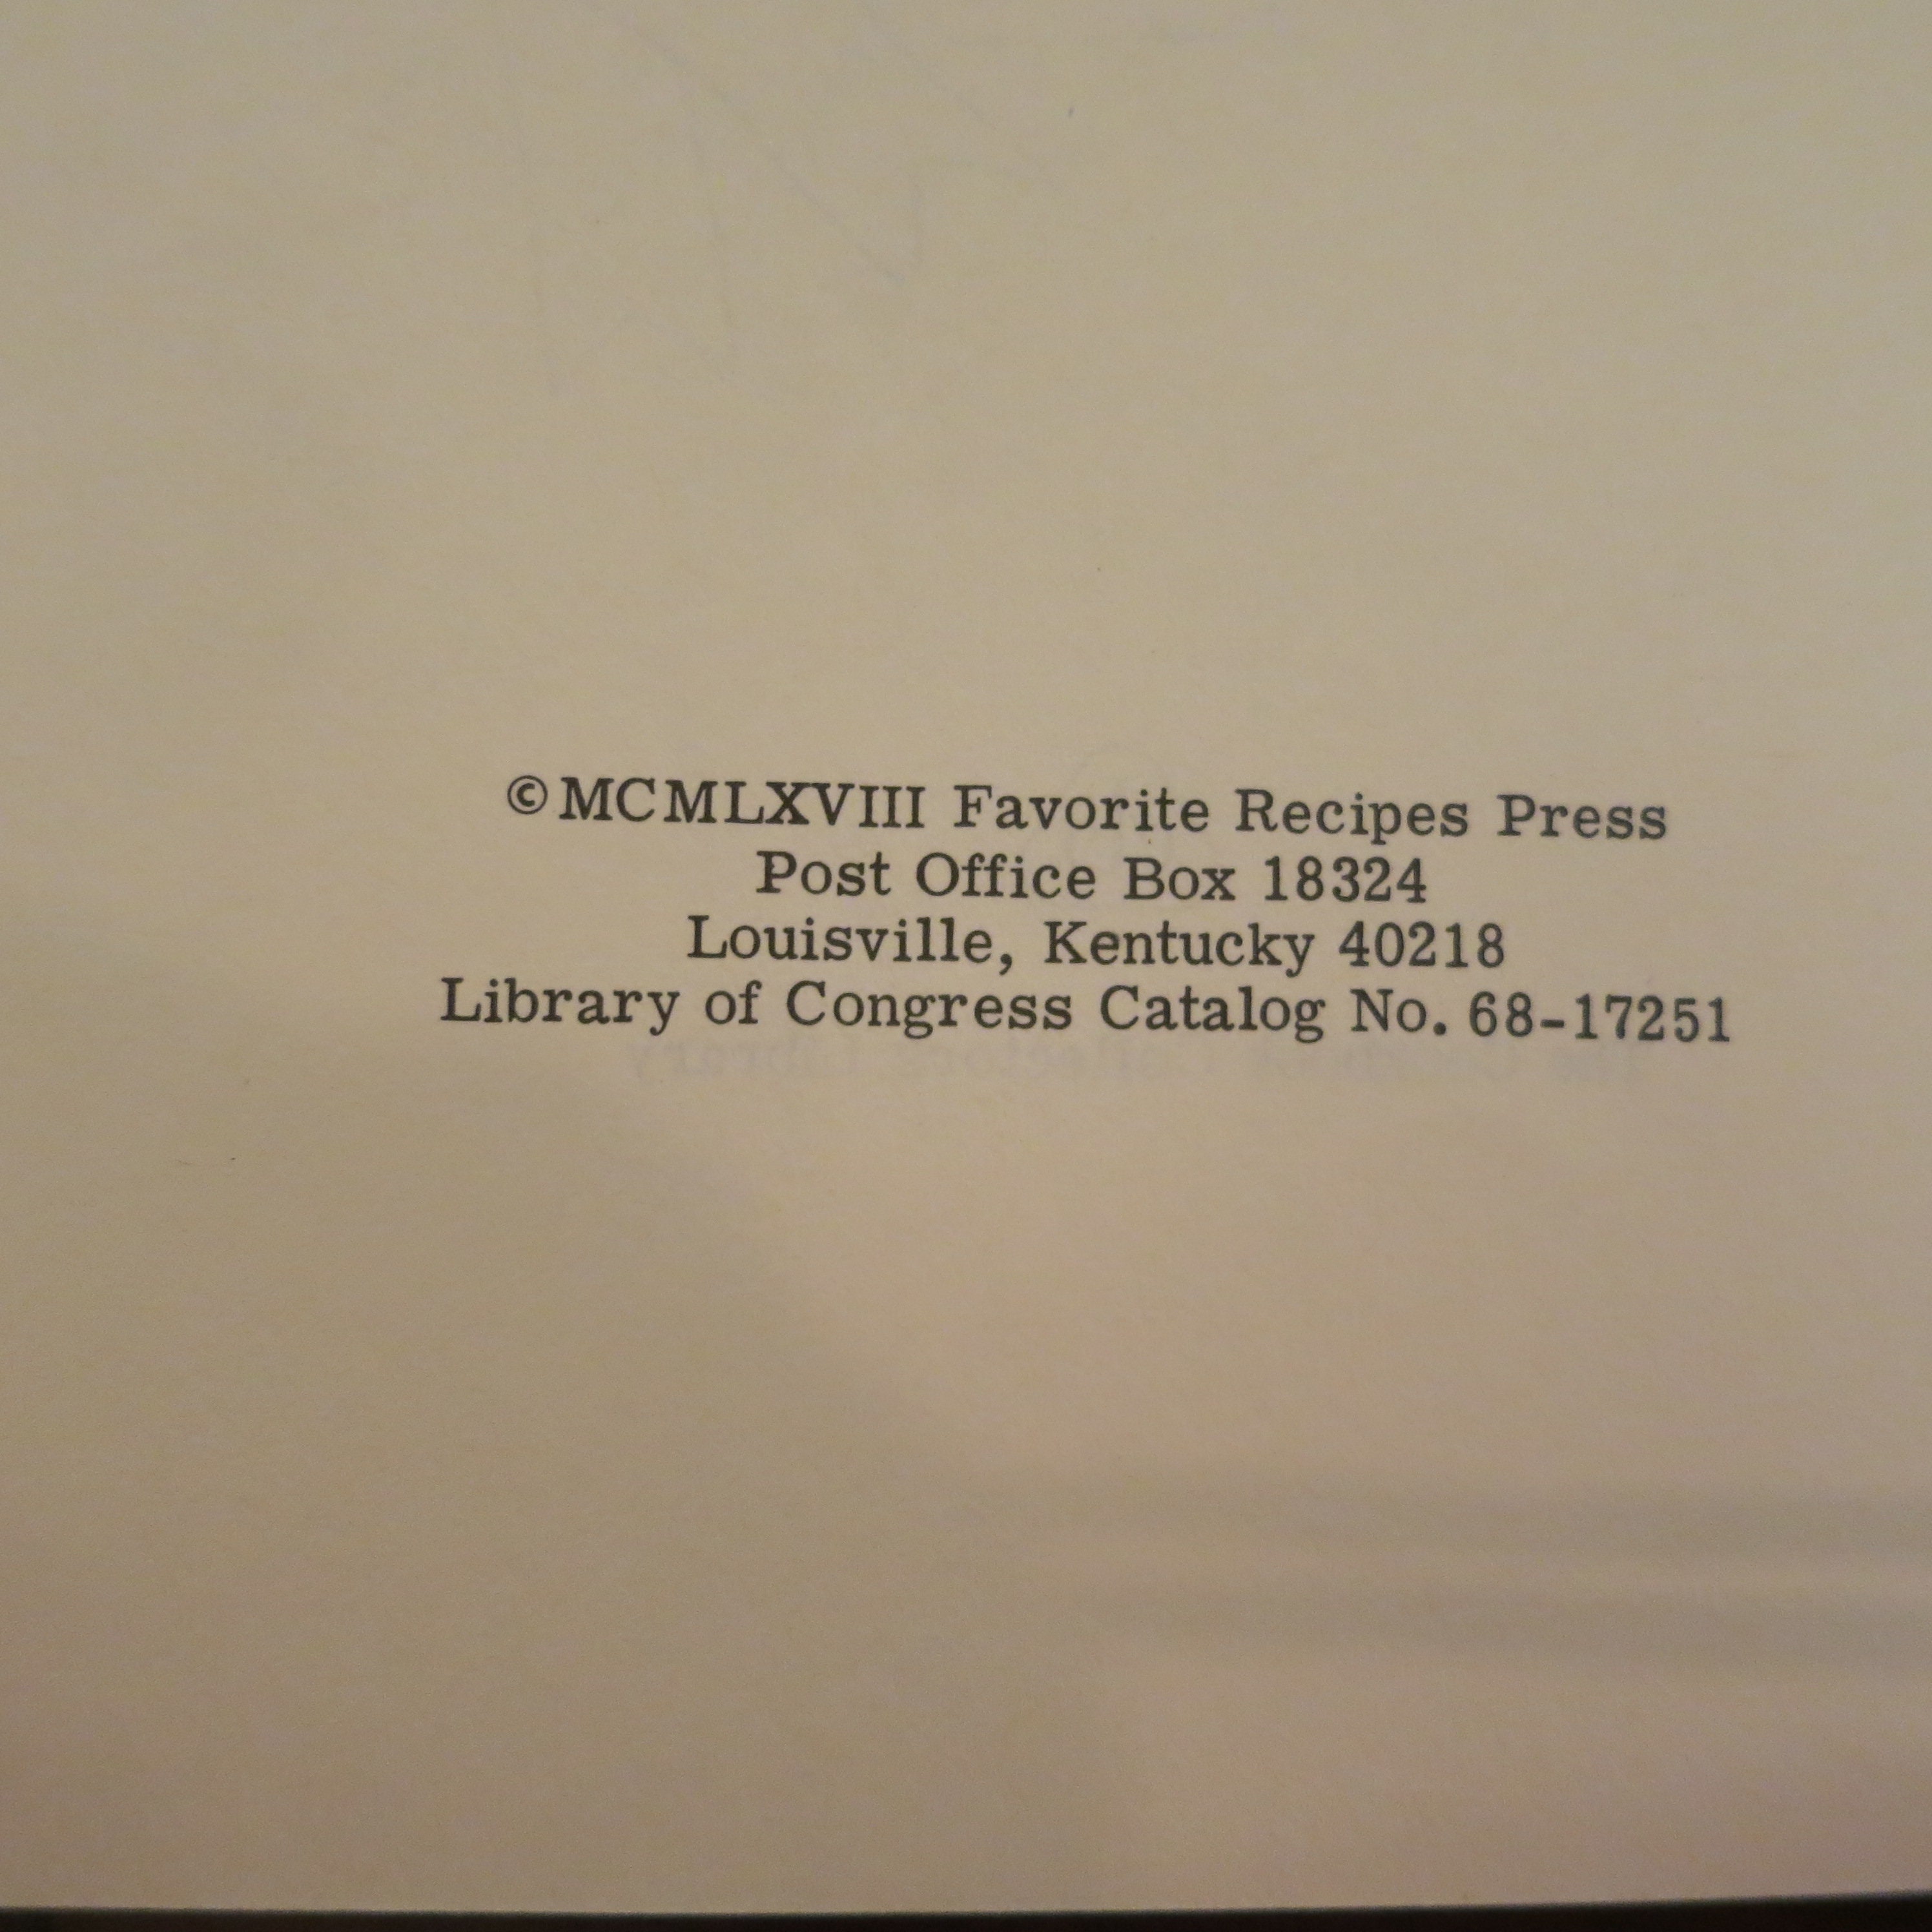 ©MCMLXVIII Favorite Recipes Press
Post Office Box 18324
Louisville, Kentucky 40218
Library of Congress Catalog No. 68-17251